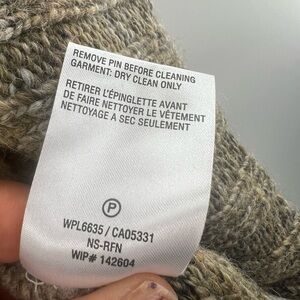 REMOVE PIN BEFORE CLEANING
GARMENT: DRY CLEAN ONLY
RETIRER L'ÉPINGLETTE AVANT
DE FAIRE NETTOYER LE VÊTEMENT
NETTOYAGE A SEC SEULEMENT
P
WPL6635 / CA05331
NS-RFN
WIP# 142604